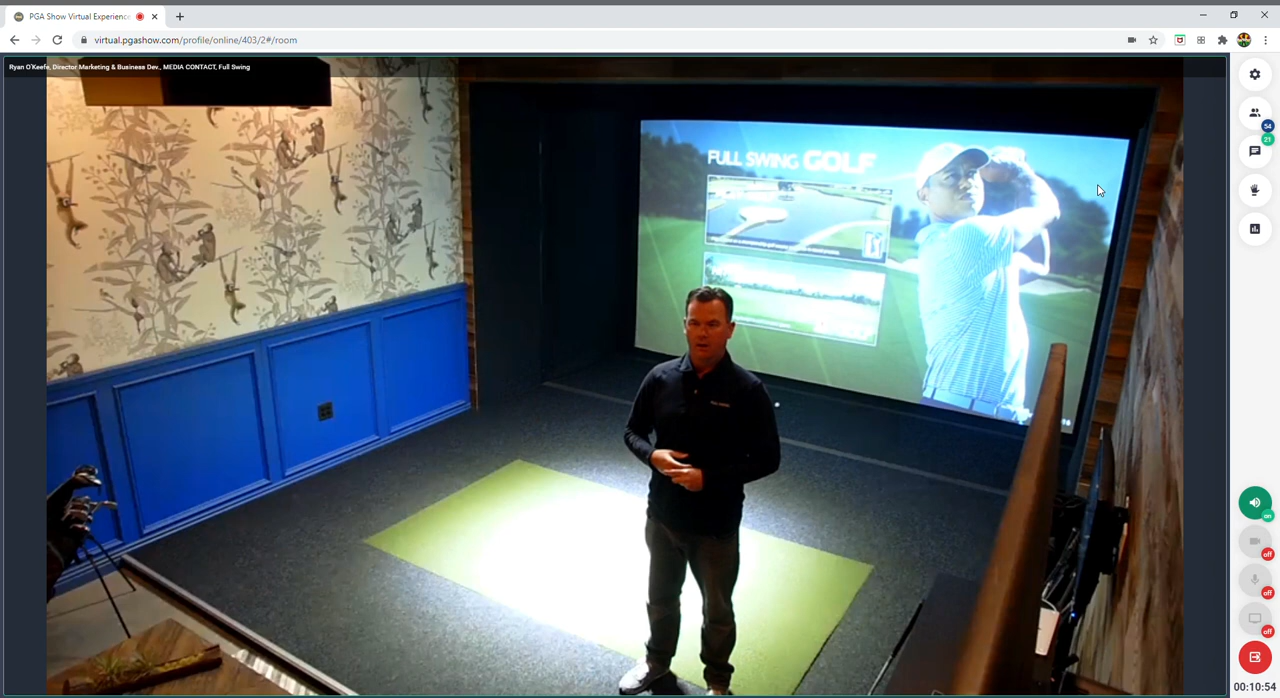 PGA Show Virtual Experience
virtual.pgashow.com/profile/online/403/2#/room
Ryan O'Keefe, Director Marketing & Business Dev., MEDIA CONTACT, Full Swing
FULL SWING GOLF
54
21
on
off
off
off
00:10:54